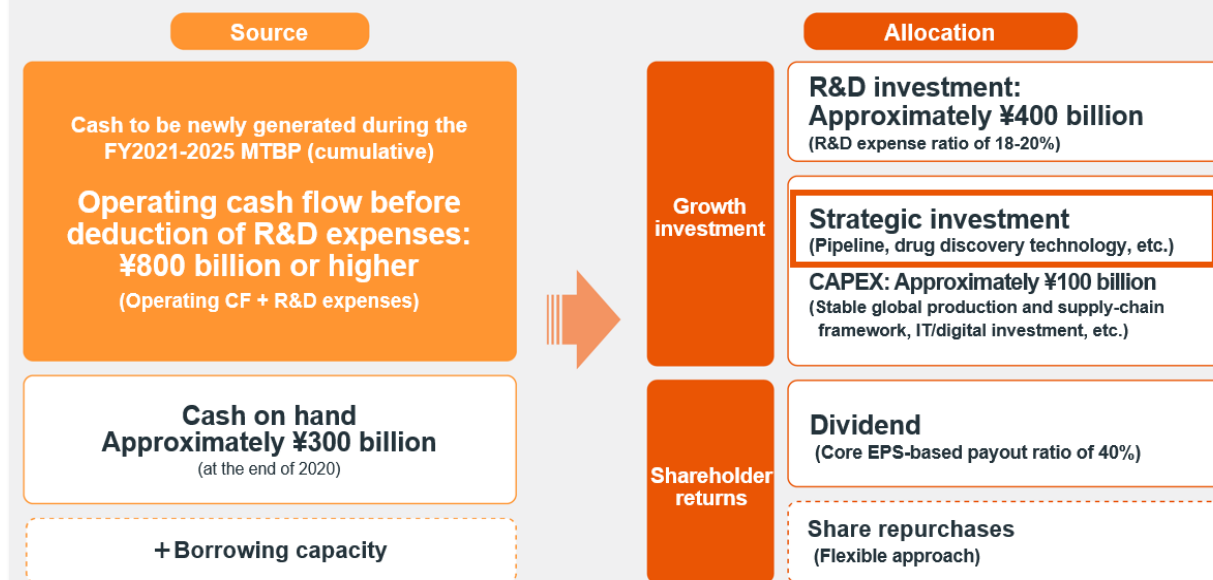 Source
Cash to be newly generated during the
FY2021-2025 MTBP (cumulative)
Operating cash flow before
deduction of R&D expenses:
¥800 billion or higher
(Operating CF + R&D expenses)
Cash on hand
Approximately ¥300 billion
(at the end of 2020)
+Borrowing capacity
Allocation
Growth
investment
R&D investment:
Approximately ¥400 billion
(R&D expense ratio of 18-20%)
Strategic investment
(Pipeline, drug discovery technology, etc.)
CAPEX: Approximately ¥100 billion
(Stable global production and supply-chain
framework, IT/digital investment, etc.)
Shareholder
returns
Dividend
(Core EPS-based payout ratio of 40%)
Share repurchases
(Flexible approach)